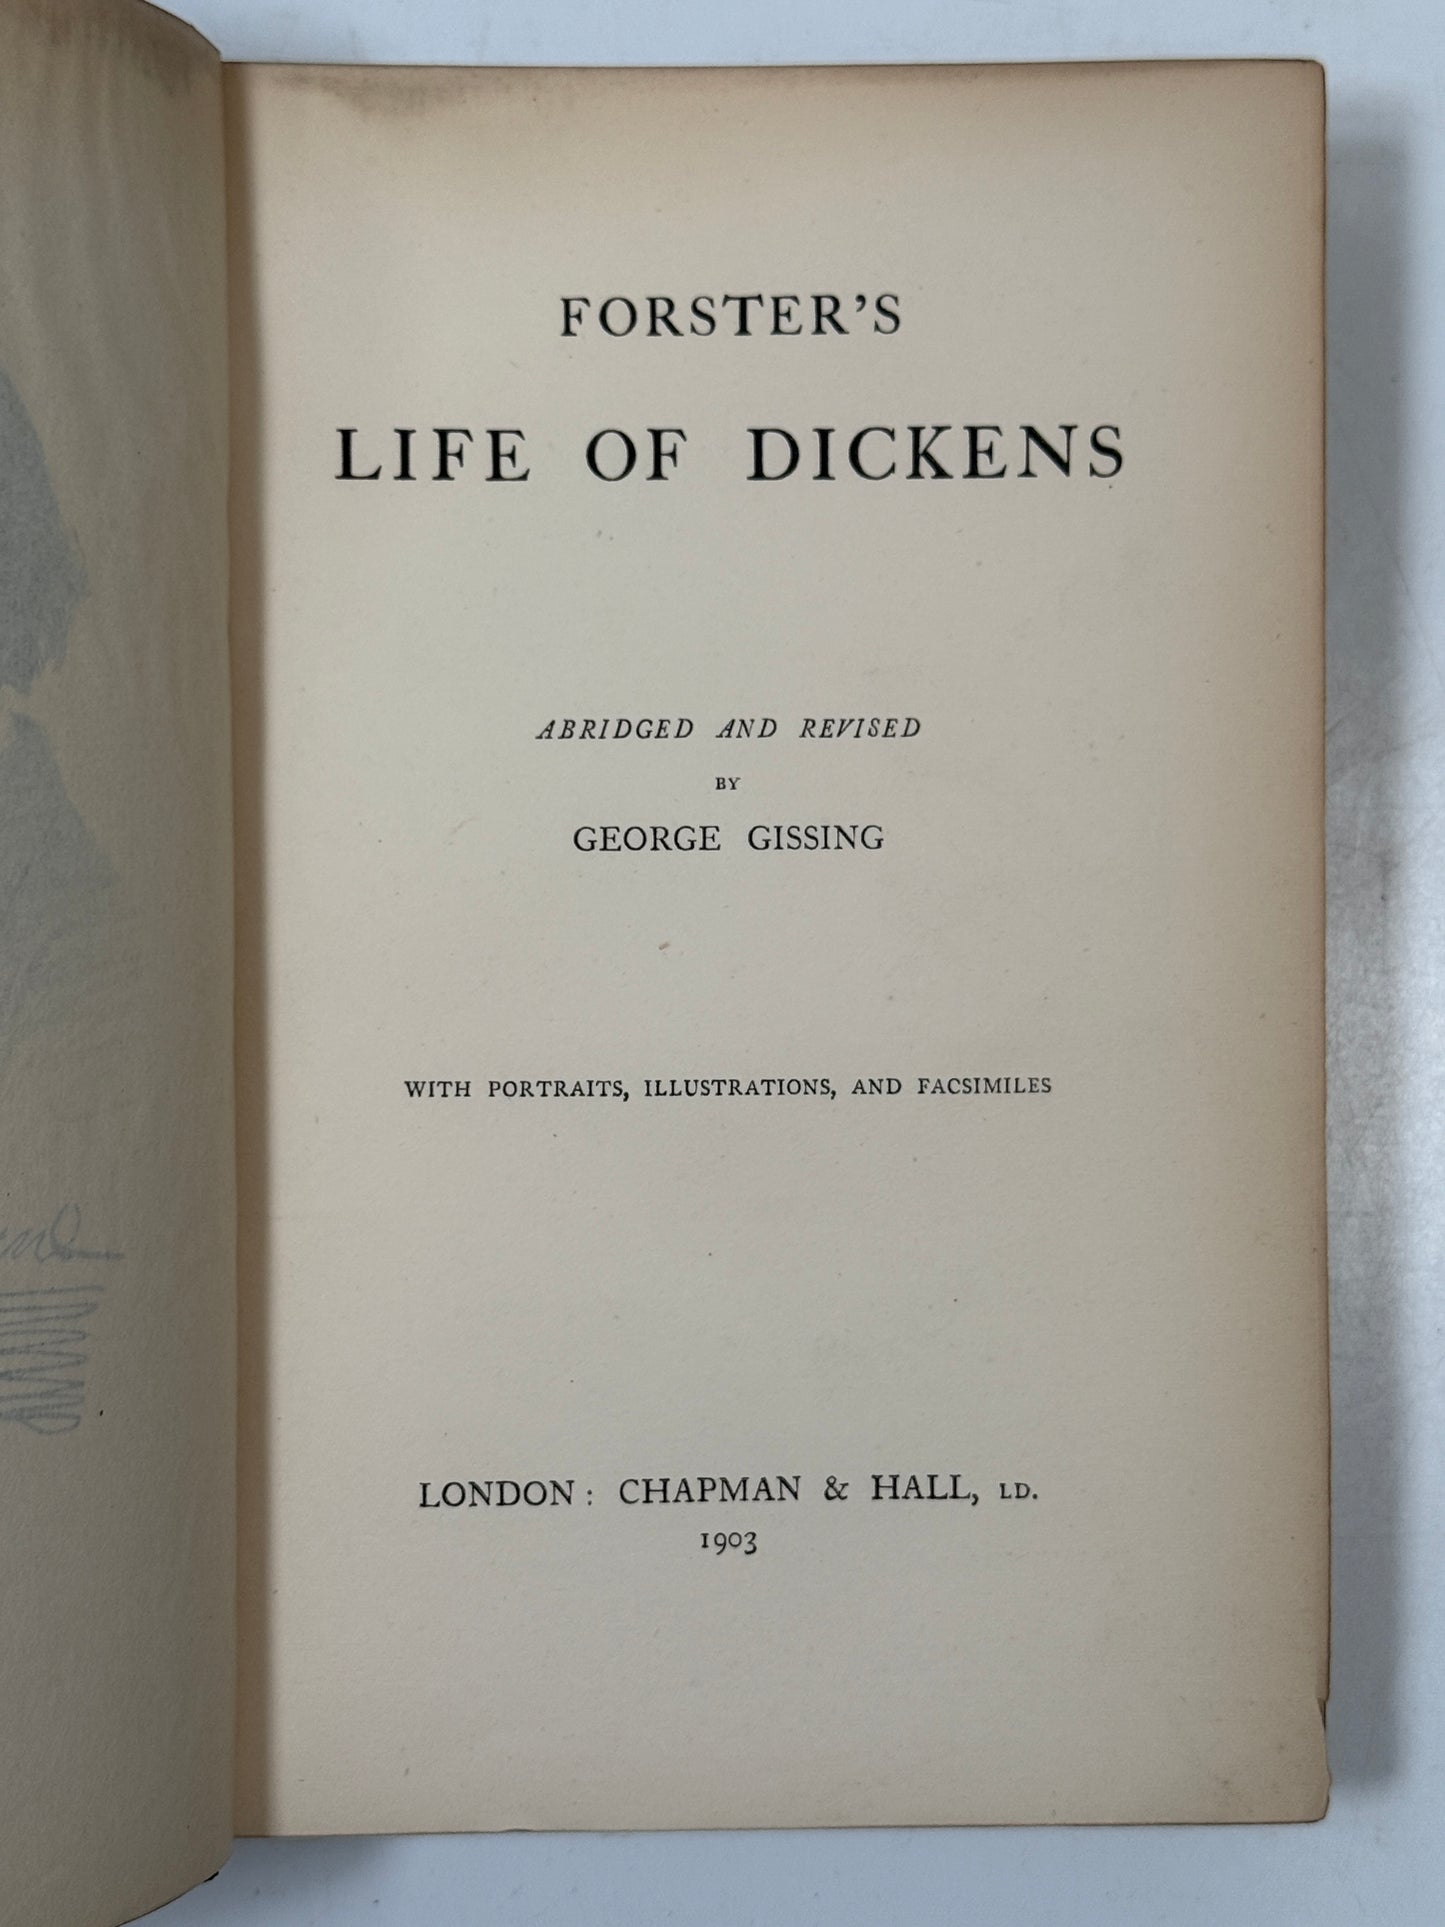 FORSTER'S
LIFE OF DICKENS
ABRIDGED AND REVISED
BY
GEORGE GISSING
WITH PORTRAITS, ILLUSTRATIONS, AND FACSIMILES
LONDON: CHAPMAN & HALL, LD.
1903